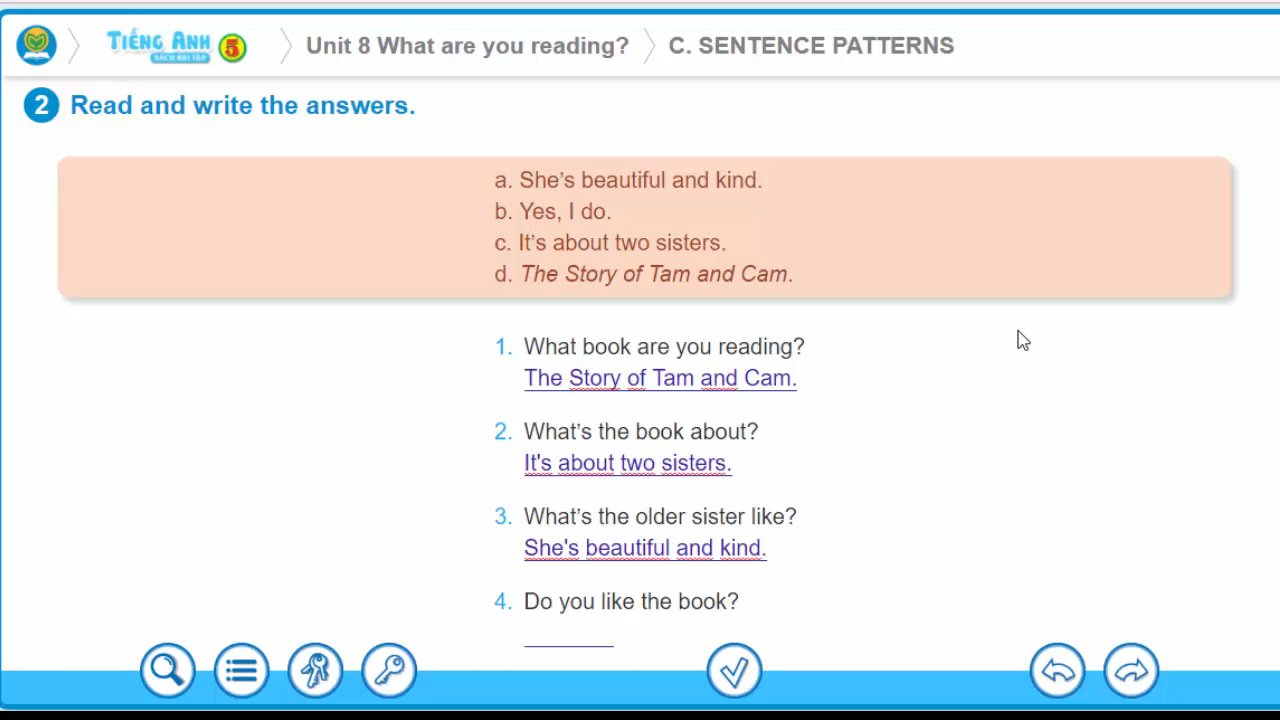 TIẾNG ANH 5
SÁCH BÀI TẬP
Unit 8 What are you reading?
C. SENTENCE PATTERNS
2 Read and write the answers.
a. She’s beautiful and kind.
b. Yes, I do.
c. It’s about two sisters.
d. The Story of Tam and Cam.
1. What book are you reading?
The Story of Tam and Cam.
2. What’s the book about?
It's about two sisters.
3. What’s the older sister like?
She's beautiful and kind.
4. Do you like the book?